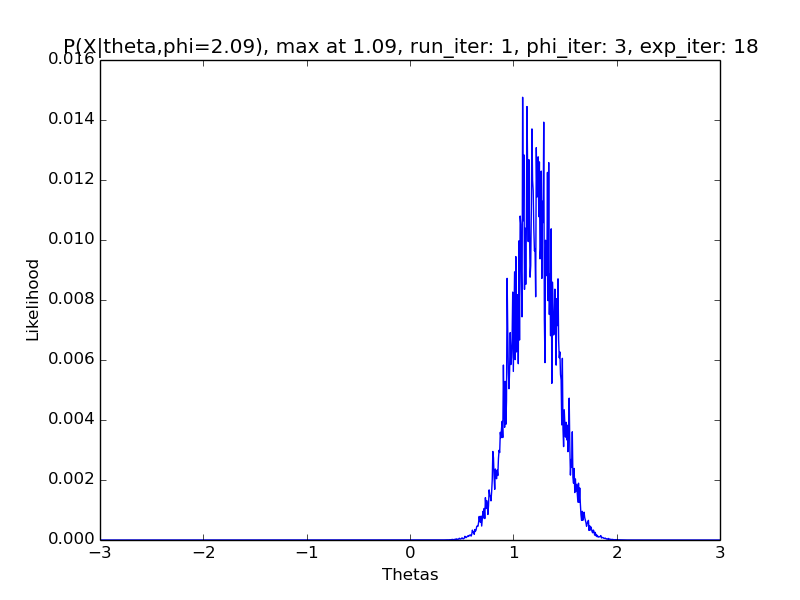 P(X|theta,phi=2.09), max at 1.09, run_iter: 1, phi_iter: 3, exp_iter: 18
0.016
0.014
0.012
0.010
0.008
0.006
0.004
0.002
0.000
Likelihood
−3 −2 −1 0 1 2 3
Thetas